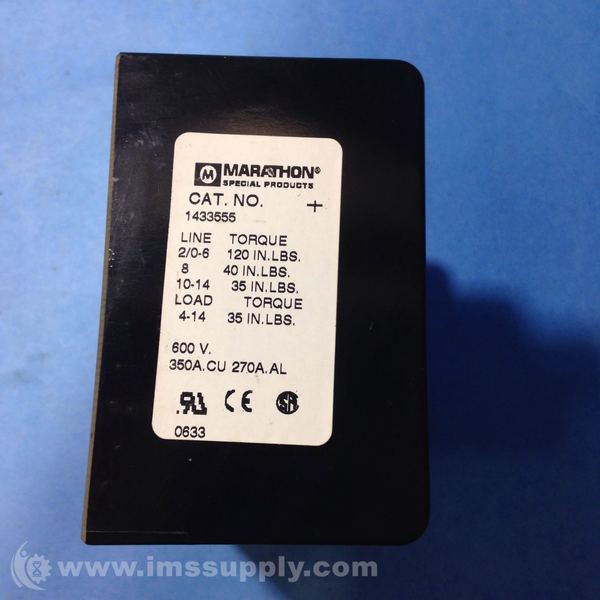 MARATHON®
SPECIAL PRODUCTS
CAT. NO. +
1433555
LINE TORQUE
2/0-6 120 IN.LBS.
8 40 IN.LBS.
10-14 35 IN.LBS.
LOAD TORQUE
4-14 35 IN.LBS.
600 V.
350A.CU 270A.AL
CE
0633
www.imssupply.com